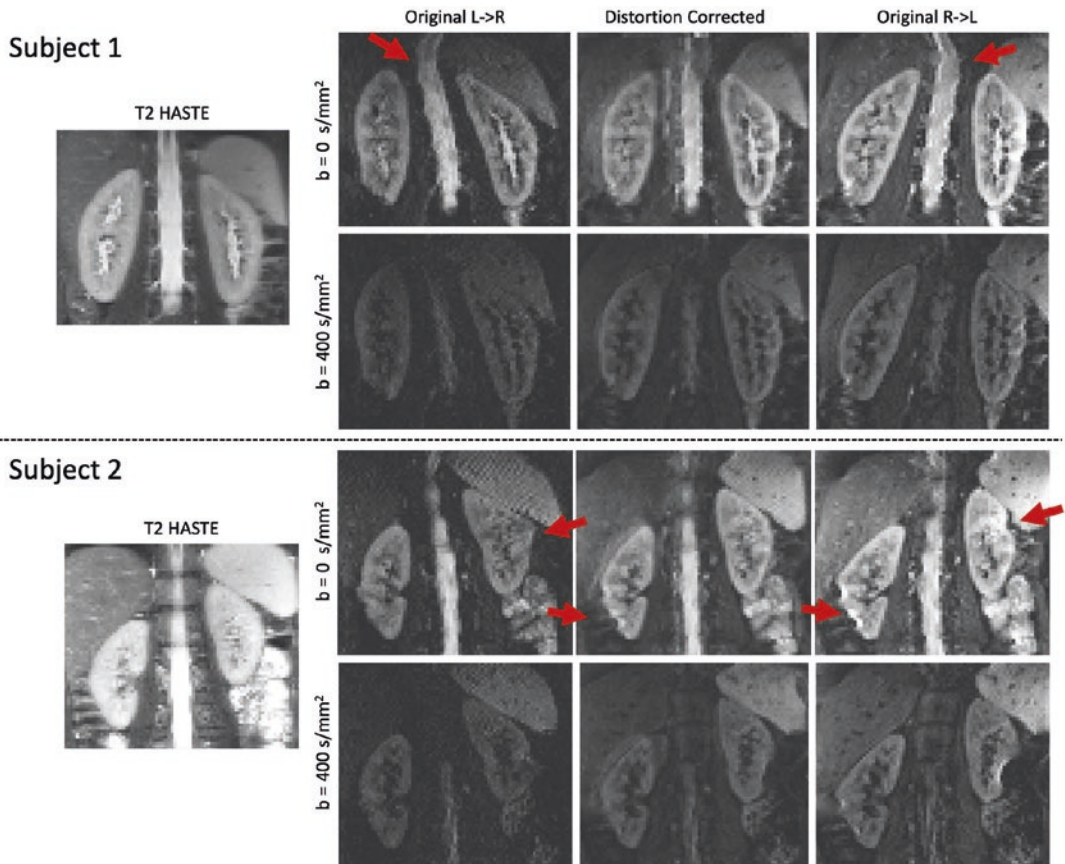 Original L->R
Distortion Corrected
Original R->L
Subject 1
T2 HASTE
b = 0 s/mm²
b = 400 s/mm²
Subject 2
T2 HASTE
b = 0 s/mm²
b = 400 s/mm²